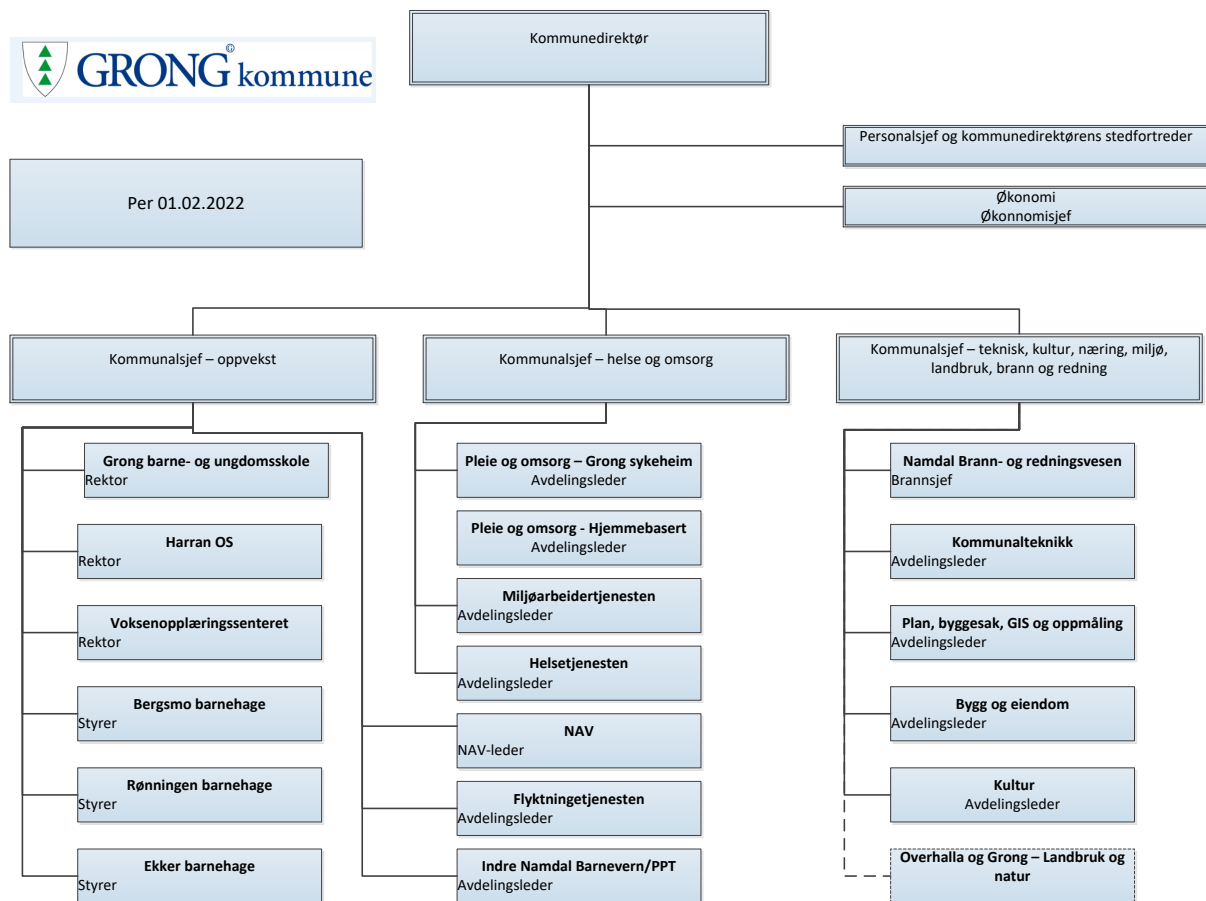 Kommunedirektør
GRONG© kommune
Personalsjef og kommunedirektørens stedfortreder
Per 01.02.2022
Økonomi
Økonnomisjef
Kommunalsjef – oppvekst
Kommunalsjef – helse og omsorg
Kommunalsjef – teknisk, kultur, næring, miljø,
landbruk, brann og redning
Grong barne- og ungdomsskole
Rektor
Harran OS
Rektor
Voksenopplæringssenteret
Rektor
Bergsmo barnehage
Styrer
Rønningen barnehage
Styrer
Ekker barnehage
Styrer
Pleie og omsorg – Grong sykeheim
Avdelingsleder
Pleie og omsorg - Hjemmebasert
Avdelingsleder
Miljøarbeidertjenesten
Avdelingsleder
Helsetjenesten
Avdelingsleder
NAV
NAV-leder
Flyktningetjenesten
Avdelingsleder
Indre Namdal Barnevern/PPT
Avdelingsleder
Namdal Brann- og redningsvesen
Brannsjef
Kommunalteknikk
Avdelingsleder
Plan, byggesak, GIS og oppmåling
Avdelingsleder
Bygg og eiendom
Avdelingsleder
Kultur
Avdelingsleder
Overhalla og Grong – Landbruk og
natur